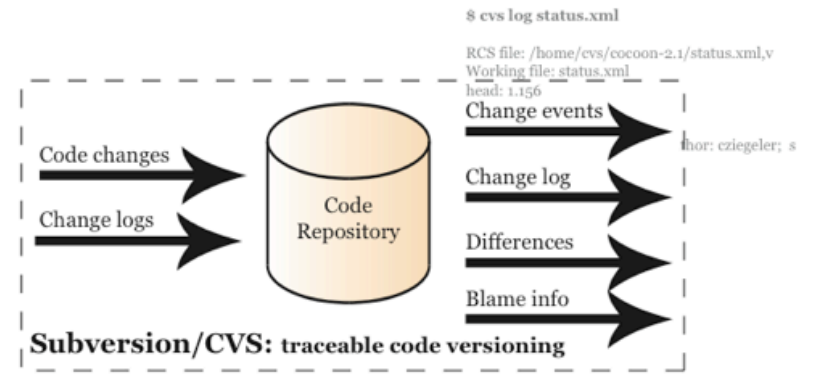 $ cvs log status.xml
RCS file: /home/cvs/cocoon-2.1/status.xml,v
Working file: status.xml
head: 1.156
Change events
thor: cziegeler; s
Code changes
Change log
Code
Repository
Change logs
Differences
Blame info
Subversion/CVS: traceable code versioning